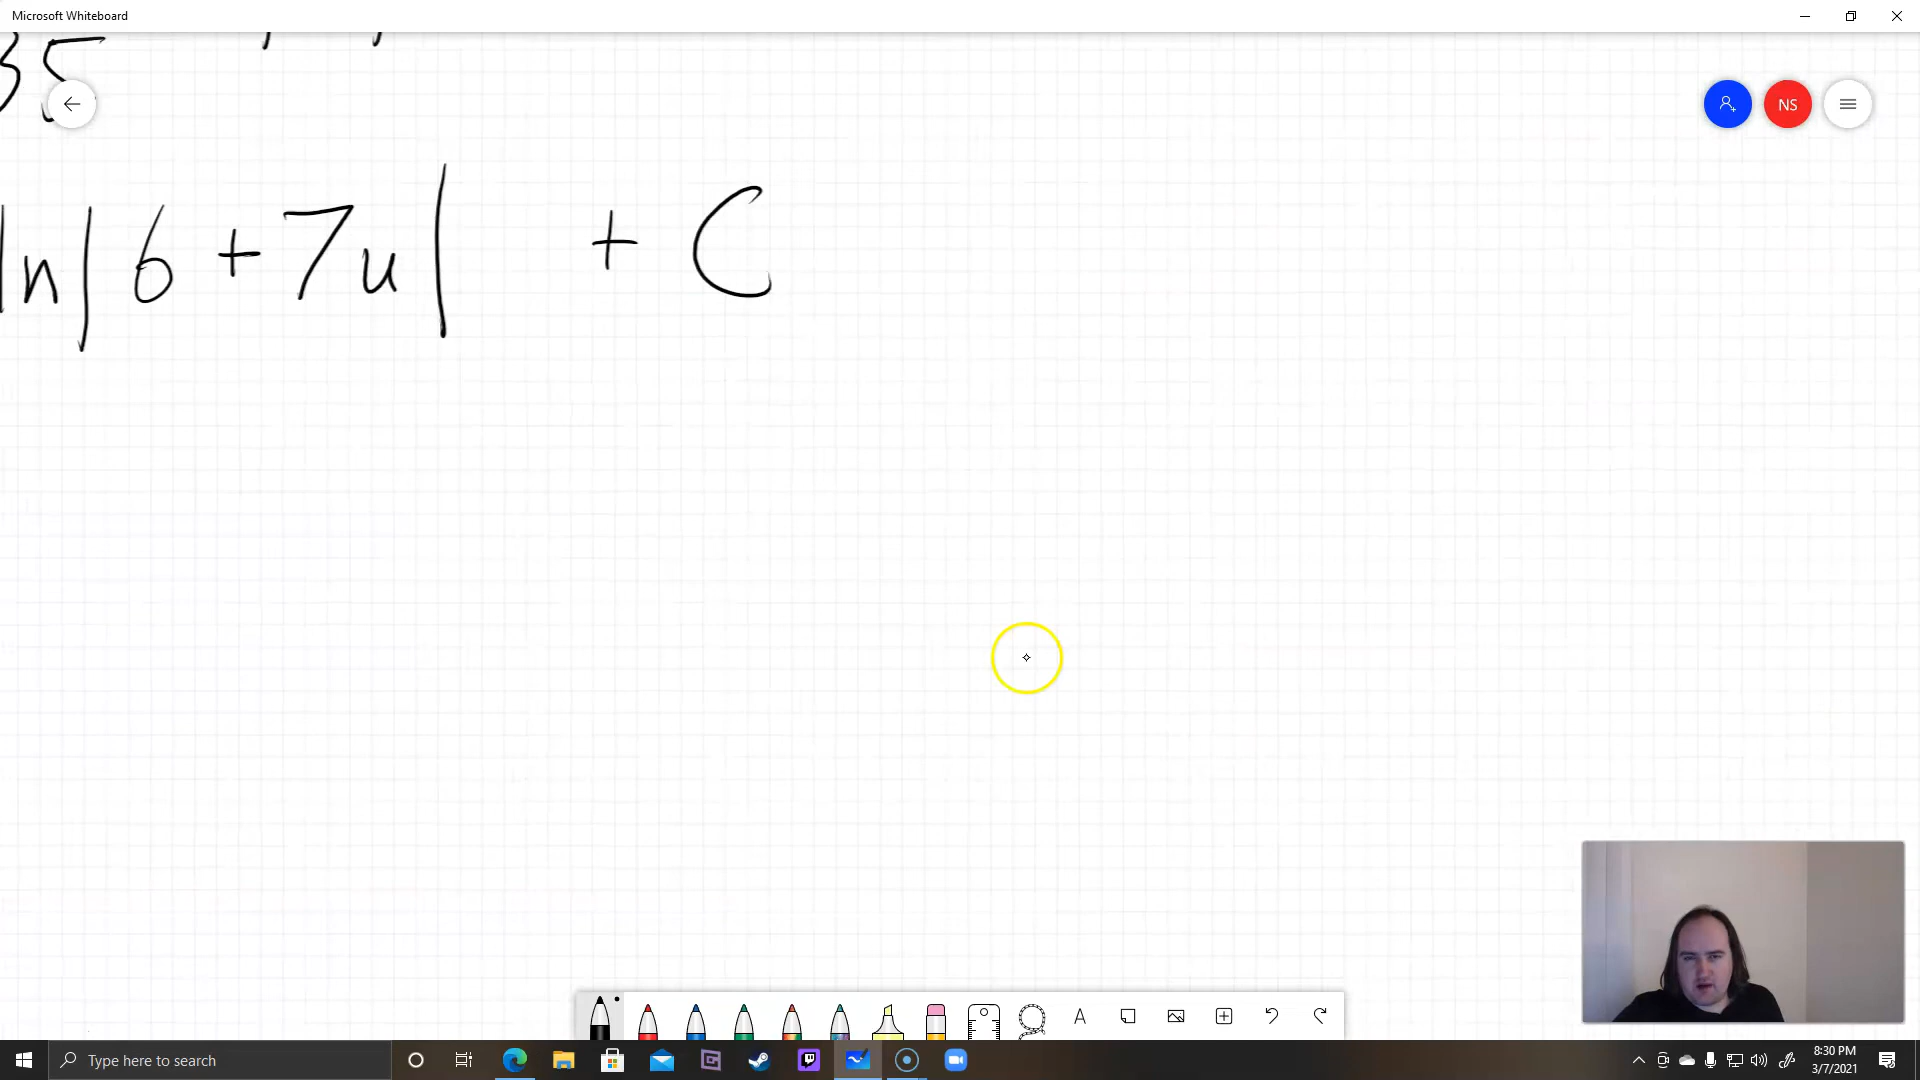 Microsoft Whiteboard
35
NS
ln| 6 + 7u | + C
A
Type here to search
8:30 PM
3/7/2021